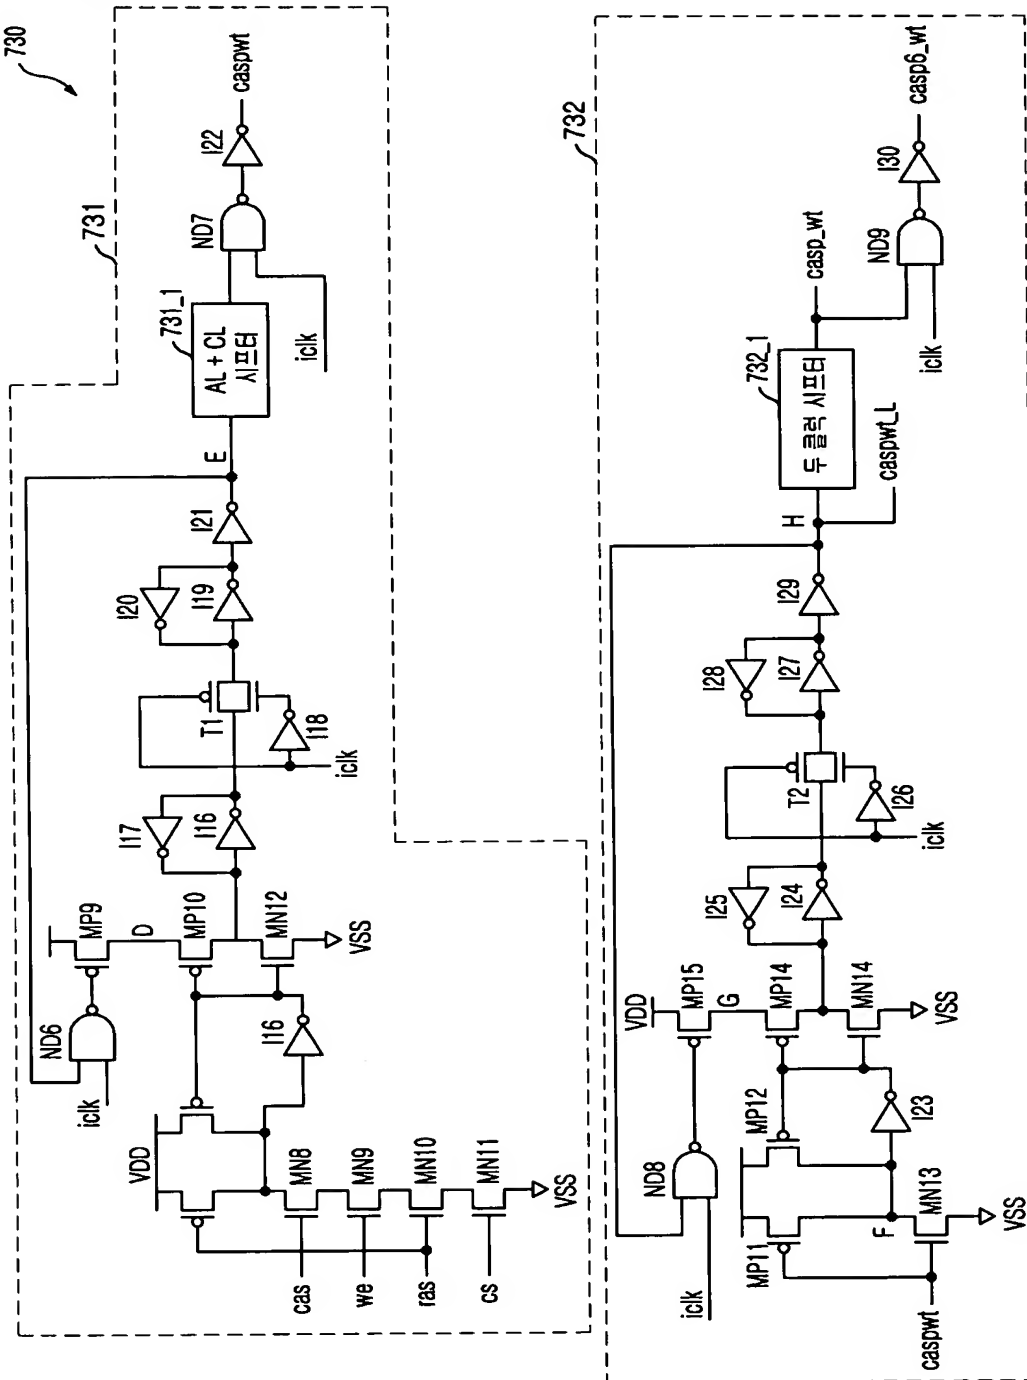 730
731
VDD
cas
we
ras
cs
MN8
MN9
MN10
MN11
VSS
I16
iclk
ND6
MP9
D
MP10
MN12
VSS
I17
I16
T1
I18
iclk
I20
I19
I21
E
731_1
AL + CL
시프터
iclk
ND7
I22
caspwt
732
caspwt
MP11
MP12
F
MN13
VSS
I23
iclk
ND8
VDD
MP15
G
MP14
MN14
VSS
I25
I24
T2
I26
iclk
I28
I27
I29
H
caspwt_L
732_1
두 클럭 시프터
casp_wt
iclk
ND9
I30
casp6_wt